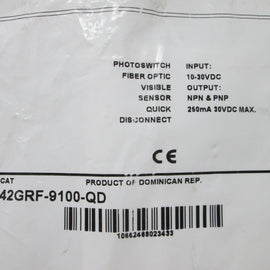 PHOTOSWITCH INPUT:
FIBER OPTIC 10-30VDC
VISIBLE OUTPUT:
SENSOR NPN & PNP
QUICK 250mA 30VDC MAX.
DISCONNECT
CE
CAT PRODUCT OF DOMINICAN REP.
42GRF-9100-QD
10662468023433